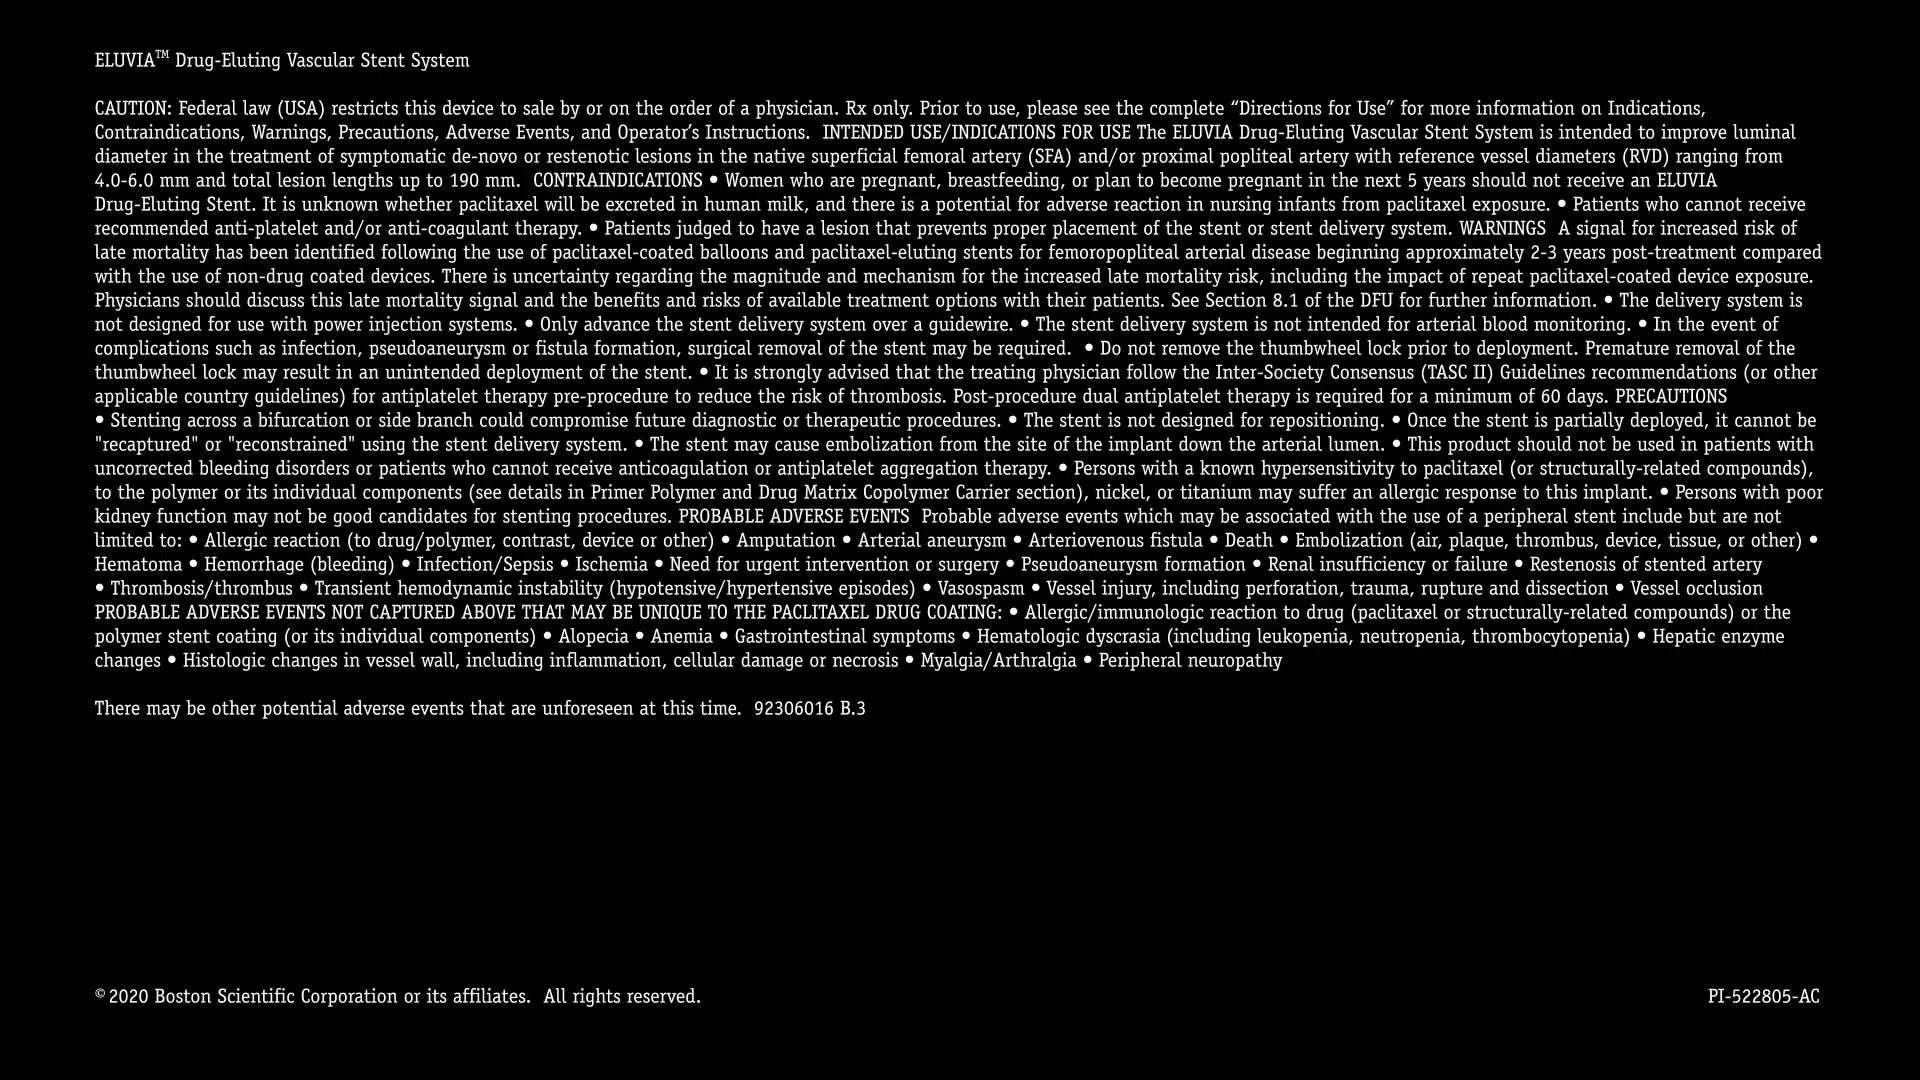 ELUVIA™ Drug-Eluting Vascular Stent System
CAUTION: Federal law (USA) restricts this device to sale by or on the order of a physician. Rx only. Prior to use, please see the complete “Directions for Use” for more information on Indications,
Contraindications, Warnings, Precautions, Adverse Events, and Operator’s Instructions.  INTENDED USE/INDICATIONS FOR USE The ELUVIA Drug-Eluting Vascular Stent System is intended to improve luminal
diameter in the treatment of symptomatic de-novo or restenotic lesions in the native superficial femoral artery (SFA) and/or proximal popliteal artery with reference vessel diameters (RVD) ranging from
4.0-6.0 mm and total lesion lengths up to 190 mm.  CONTRAINDICATIONS • Women who are pregnant, breastfeeding, or plan to become pregnant in the next 5 years should not receive an ELUVIA
Drug-Eluting Stent. It is unknown whether paclitaxel will be excreted in human milk, and there is a potential for adverse reaction in nursing infants from paclitaxel exposure. • Patients who cannot receive
recommended anti-platelet and/or anti-coagulant therapy. • Patients judged to have a lesion that prevents proper placement of the stent or stent delivery system. WARNINGS  A signal for increased risk of
late mortality has been identified following the use of paclitaxel-coated balloons and paclitaxel-eluting stents for femoropopliteal arterial disease beginning approximately 2-3 years post-treatment compared
with the use of non-drug coated devices. There is uncertainty regarding the magnitude and mechanism for the increased late mortality risk, including the impact of repeat paclitaxel-coated device exposure.
Physicians should discuss this late mortality signal and the benefits and risks of available treatment options with their patients. See Section 8.1 of the DFU for further information. • The delivery system is
not designed for use with power injection systems. • Only advance the stent delivery system over a guidewire. • The stent delivery system is not intended for arterial blood monitoring. • In the event of
complications such as infection, pseudoaneurysm or fistula formation, surgical removal of the stent may be required.  • Do not remove the thumbwheel lock prior to deployment. Premature removal of the
thumbwheel lock may result in an unintended deployment of the stent. • It is strongly advised that the treating physician follow the Inter-Society Consensus (TASC II) Guidelines recommendations (or other
applicable country guidelines) for antiplatelet therapy pre-procedure to reduce the risk of thrombosis. Post-procedure dual antiplatelet therapy is required for a minimum of 60 days. PRECAUTIONS
• Stenting across a bifurcation or side branch could compromise future diagnostic or therapeutic procedures. • The stent is not designed for repositioning. • Once the stent is partially deployed, it cannot be
"recaptured" or "reconstrained" using the stent delivery system. • The stent may cause embolization from the site of the implant down the arterial lumen. • This product should not be used in patients with
uncorrected bleeding disorders or patients who cannot receive anticoagulation or antiplatelet aggregation therapy. • Persons with a known hypersensitivity to paclitaxel (or structurally-related compounds),
to the polymer or its individual components (see details in Primer Polymer and Drug Matrix Copolymer Carrier section), nickel, or titanium may suffer an allergic response to this implant. • Persons with poor
kidney function may not be good candidates for stenting procedures. PROBABLE ADVERSE EVENTS  Probable adverse events which may be associated with the use of a peripheral stent include but are not
limited to: • Allergic reaction (to drug/polymer, contrast, device or other) • Amputation • Arterial aneurysm • Arteriovenous fistula • Death • Embolization (air, plaque, thrombus, device, tissue, or other) •
Hematoma • Hemorrhage (bleeding) • Infection/Sepsis • Ischemia • Need for urgent intervention or surgery • Pseudoaneurysm formation • Renal insufficiency or failure • Restenosis of stented artery
• Thrombosis/thrombus • Transient hemodynamic instability (hypotensive/hypertensive episodes) • Vasospasm • Vessel injury, including perforation, trauma, rupture and dissection • Vessel occlusion
PROBABLE ADVERSE EVENTS NOT CAPTURED ABOVE THAT MAY BE UNIQUE TO THE PACLITAXEL DRUG COATING: • Allergic/immunologic reaction to drug (paclitaxel or structurally-related compounds) or the
polymer stent coating (or its individual components) • Alopecia • Anemia • Gastrointestinal symptoms • Hematologic dyscrasia (including leukopenia, neutropenia, thrombocytopenia) • Hepatic enzyme
changes • Histologic changes in vessel wall, including inflammation, cellular damage or necrosis • Myalgia/Arthralgia • Peripheral neuropathy
There may be other potential adverse events that are unforeseen at this time.  92306016 B.3
© 2020 Boston Scientific Corporation or its affiliates.  All rights reserved.
PI-522805-AC